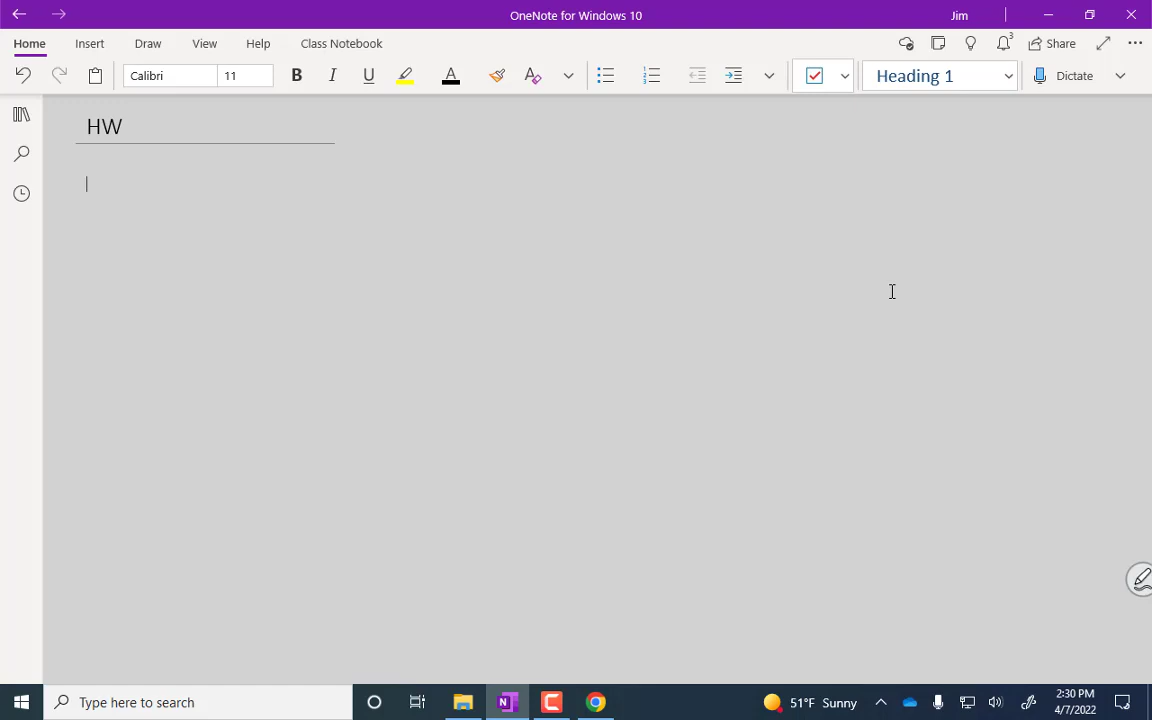 OneNote for Windows 10
Jim
Home Insert Draw View Help Class Notebook
3
Share
Calibri 11 B I U A A Heading 1 Dictate
HW
Type here to search
51°F Sunny
2:30 PM
4/7/2022